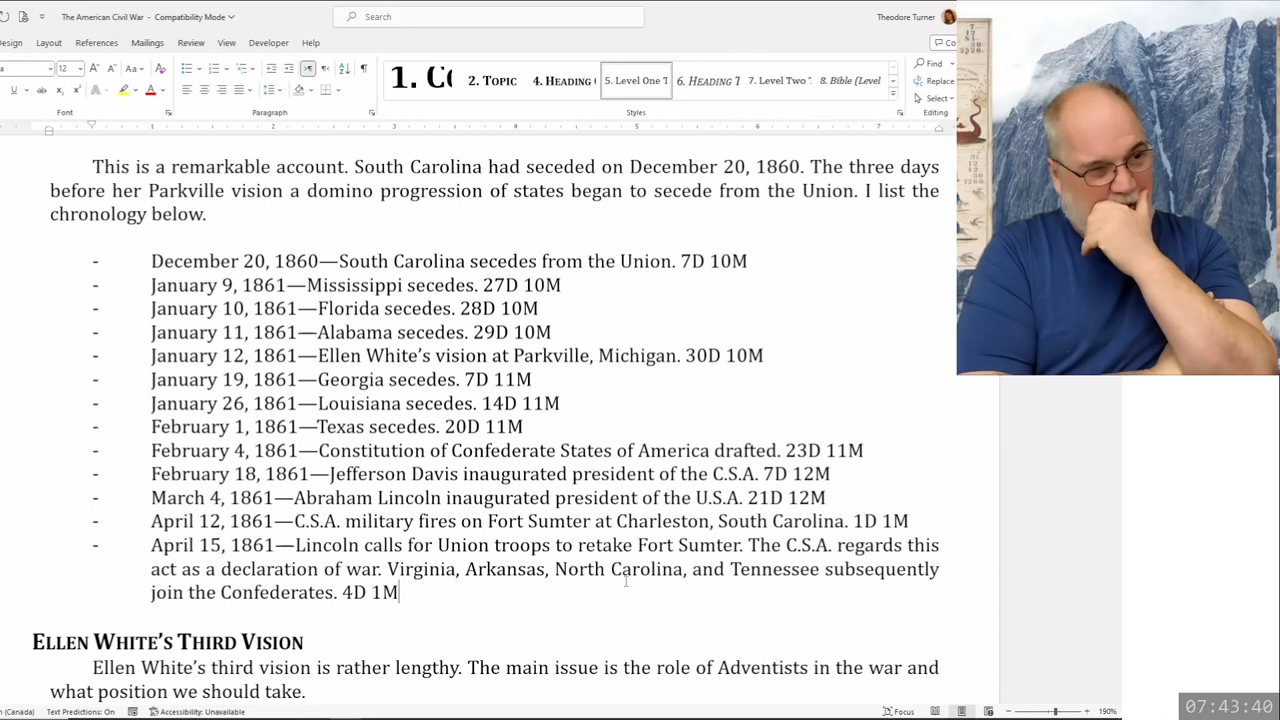 The American Civil War - Compatibility Mode
Search
Theodore Turner
Design Layout References Mailings Review View Developer Help
12
Aa
Font
Paragraph
2. TOPIC
4. HEADING
5. Level One T
6. HEADING T
7. Level Two
8. Bible (Level
Styles
Find
Replace
Select
Editing
This is a remarkable account. South Carolina had seceded on December 20, 1860. The three days
before her Parkville vision a domino progression of states began to secede from the Union. I list the
chronology below.
- December 20, 1860—South Carolina secedes from the Union. 7D 10M
- January 9, 1861—Mississippi secedes. 27D 10M
- January 10, 1861—Florida secedes. 28D 10M
- January 11, 1861—Alabama secedes. 29D 10M
- January 12, 1861—Ellen White’s vision at Parkville, Michigan. 30D 10M
- January 19, 1861—Georgia secedes. 7D 11M
- January 26, 1861—Louisiana secedes. 14D 11M
- February 1, 1861—Texas secedes. 20D 11M
- February 4, 1861—Constitution of Confederate States of America drafted. 23D 11M
- February 18, 1861—Jefferson Davis inaugurated president of the C.S.A. 7D 12M
- March 4, 1861—Abraham Lincoln inaugurated president of the U.S.A. 21D 12M
- April 12, 1861—C.S.A. military fires on Fort Sumter at Charleston, South Carolina. 1D 1M
- April 15, 1861—Lincoln calls for Union troops to retake Fort Sumter. The C.S.A. regards this
act as a declaration of war. Virginia, Arkansas, North Carolina, and Tennessee subsequently
join the Confederates. 4D 1M
ELLEN WHITE’S THIRD VISION
Ellen White’s third vision is rather lengthy. The main issue is the role of Adventists in the war and
what position we should take.
(Canada) Text Predictions: On Accessibility: Unavailable
Focus
190%
07:43:40